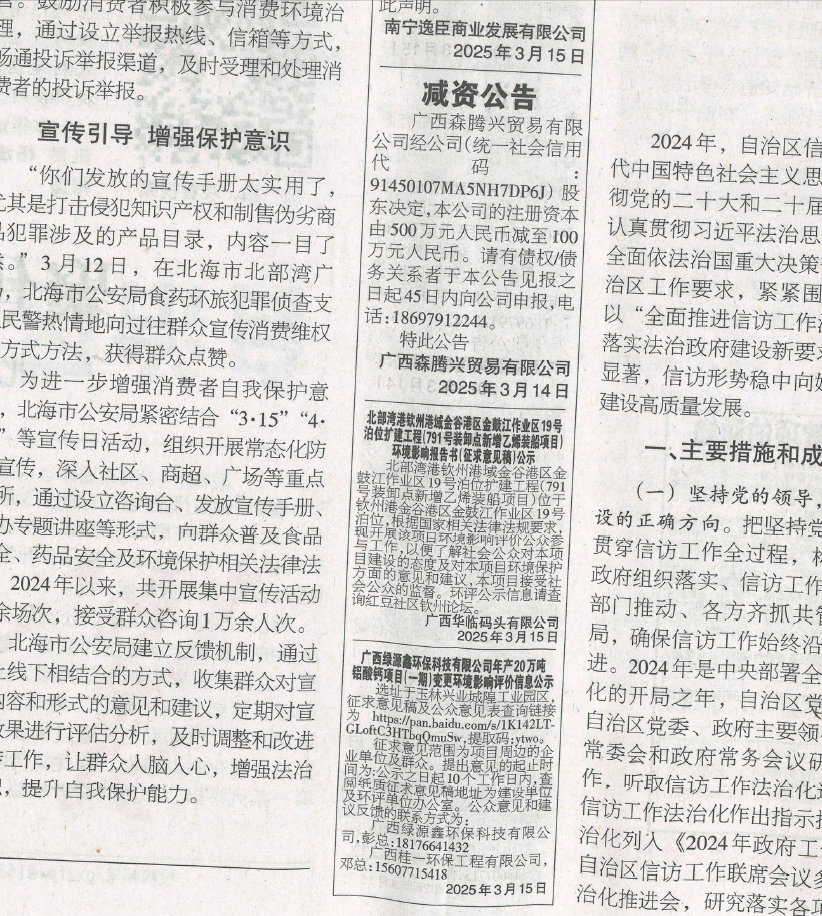 鼓励消费者积极参与消费环境治
理，通过设立举报热线、信箱等方式，
畅通投诉举报渠道，及时受理和处理消
费者的投诉举报。
宣传引导 增强保护意识
“你们发放的宣传手册太实用了，
尤其是打击侵犯知识产权和制售伪劣商
品犯罪涉及的产品目录，内容一目了
然。”3月12日，在北海市北部湾广
，北海市公安局食药环旅犯罪侦查支
民警热情地向过往群众宣传消费维权
方式方法，获得群众点赞。
为进一步增强消费者自我保护意
，北海市公安局紧密结合“3·15”“4·
”等宣传日活动，组织开展常态化防
宣传，深入社区、商超、广场等重点
所，通过设立咨询台、发放宣传手册、
办专题讲座等形式，向群众普及食品
全、药品安全及环境保护相关法律法
2024年以来，共开展集中宣传活动
余场次，接受群众咨询1万余人次。
北海市公安局建立反馈机制，通过
线下相结合的方式，收集群众对宣
内容和形式的意见和建议，定期对宣
效果进行评估分析，及时调整和改进
工作，让群众入脑入心，增强法治
，提升自我保护能力。
此声明。
南宁逸臣商业发展有限公司
2025年3月15日
减资公告
广西森腾兴贸易有限
公司经公司（统一社会信用
代码：
91450107MA5NH7DP6J）股
东决定，本公司的注册资本
由500万元人民币减至100
万元人民币。请有债权/债
务关系者于本公告见报之
日起45日内向公司申报，电
话：18697912244。
特此公告
广西森腾兴贸易有限公司
2025年3月14日
北部湾港钦州港域金谷港区金鼓江作业区19号
泊位扩建工程（791号装卸点新增乙烯装船项目）
环境影响报告书（征求意见稿）公示
北部湾港钦州港域金谷港区金
鼓江作业区19号泊位扩建工程（791
号装卸点新增乙烯装船项目）位于
钦州港金谷港区金鼓江作业区19号
泊位，根据国家相关法律法规要求，
现开展该项目环境影响评价公众参
与工作，以便了解社会公众对本项
目建设的态度及对本项目环境保护
方面的意见和建议，本项目接受社
会公众的监督。环评公示信息请查
询红豆社区钦州论坛。
广西华临码头有限公司
2025年3月15日
广西绿源鑫环保科技有限公司年产20万吨
铝酸钙项目（一期）变更环境影响评价信息公示
选址于玉林兴业城隍工业园区，
征求意见稿及公众意见表查询链接
为 https://pan.baidu.com/s/1K142LT-
GLoftC3HTbqQmuSw，提取码：ytwo。
征求意见范围为项目周边的企
业单位及群众。提出意见的起止时
间为：公示之日起10个工作日内，查
阅纸质征求意见稿地址为建设单位
及环评单位办公室。公众意见和建
议反馈的联系方式为：
广西绿源鑫环保科技有限公
司，彭总：18176641432
广西桂一环保工程有限公司，
邓总：15607715418
2025年3月15日
2024年，自治区信
代中国特色社会主义思
彻党的二十大和二十届
认真贯彻习近平法治思
全面依法治国重大决策
治区工作要求，紧紧围
以“全面推进信访工作
落实法治政府建设新要求
显著，信访形势稳中向好
建设高质量发展。
一、主要措施和成
（一）坚持党的领导，
设的正确方向。把坚持党
贯穿信访工作全过程，
政府组织落实、信访工作
部门推动、各方齐抓共管
局，确保信访工作始终沿
进。2024年是中央部署全
化的开局之年，自治区党
自治区党委、政府主要领
常委会和政府常务会议研
作，听取信访工作法治化
信访工作法治化作出指示
治化列入《2024年政府工
自治区信访工作联席会议
治化推进会，研究落实各项